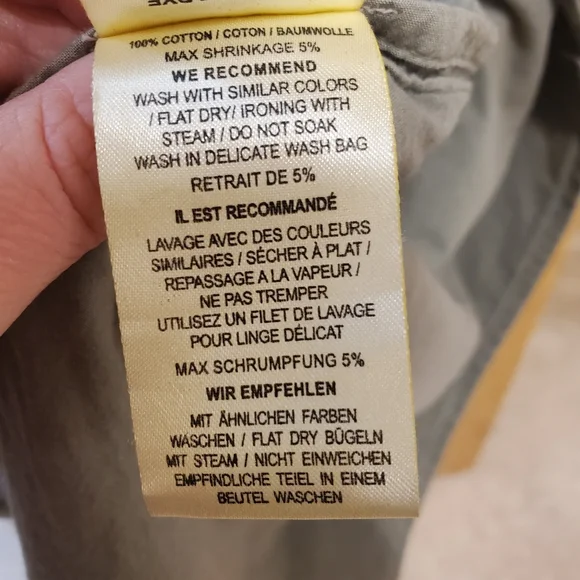 100% COTTON / COTON / BAUMWOLLE
MAX SHRINKAGE 5%
WE RECOMMEND
WASH WITH SIMILAR COLORS
/ FLAT DRY/ IRONING WITH
STEAM / DO NOT SOAK
WASH IN DELICATE WASH BAG
RETRAIT DE 5%
IL EST RECOMMANDÉ
LAVAGE AVEC DES COULEURS
SIMILAIRES / SÉCHER À PLAT /
REPASSAGE A LA VAPEUR /
NE PAS TREMPER
UTILISEZ UN FILET DE LAVAGE
POUR LINGE DÉLICAT
MAX SCHRUMPFUNG 5%
WIR EMPFEHLEN
MIT ÄHNLICHEN FARBEN
WASCHEN / FLAT DRY BÜGELN
MIT STEAM / NICHT EINWEICHEN
EMPFINDLICHE TEIEL IN EINEM
BEUTEL WASCHEN